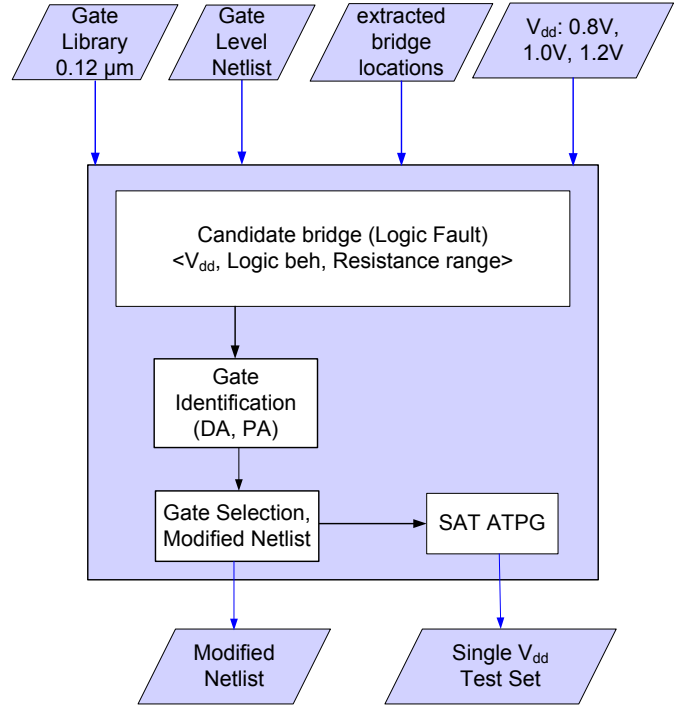 Gate
Library
0.12 µm
Gate
Level
Netlist
extracted
bridge
locations
Vdd: 0.8V,
1.0V, 1.2V
Candidate bridge (Logic Fault)
<Vdd, Logic beh, Resistance range>
Gate
Identification
(DA, PA)
Gate Selection,
Modified Netlist
SAT ATPG
Modified
Netlist
Single Vdd
Test Set